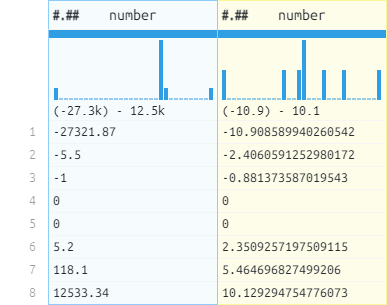 #.## number #.## number
(-27.3k) - 12.5k (-10.9) - 10.1
1 -27321.87 -10.908589940260542
2 -5.5 -2.4060591252980172
3 -1 -0.881373587019543
4 0 0
5 0 0
6 5.2 2.3509257197509115
7 118.1 5.464696827499206
8 12533.34 10.129294754776073